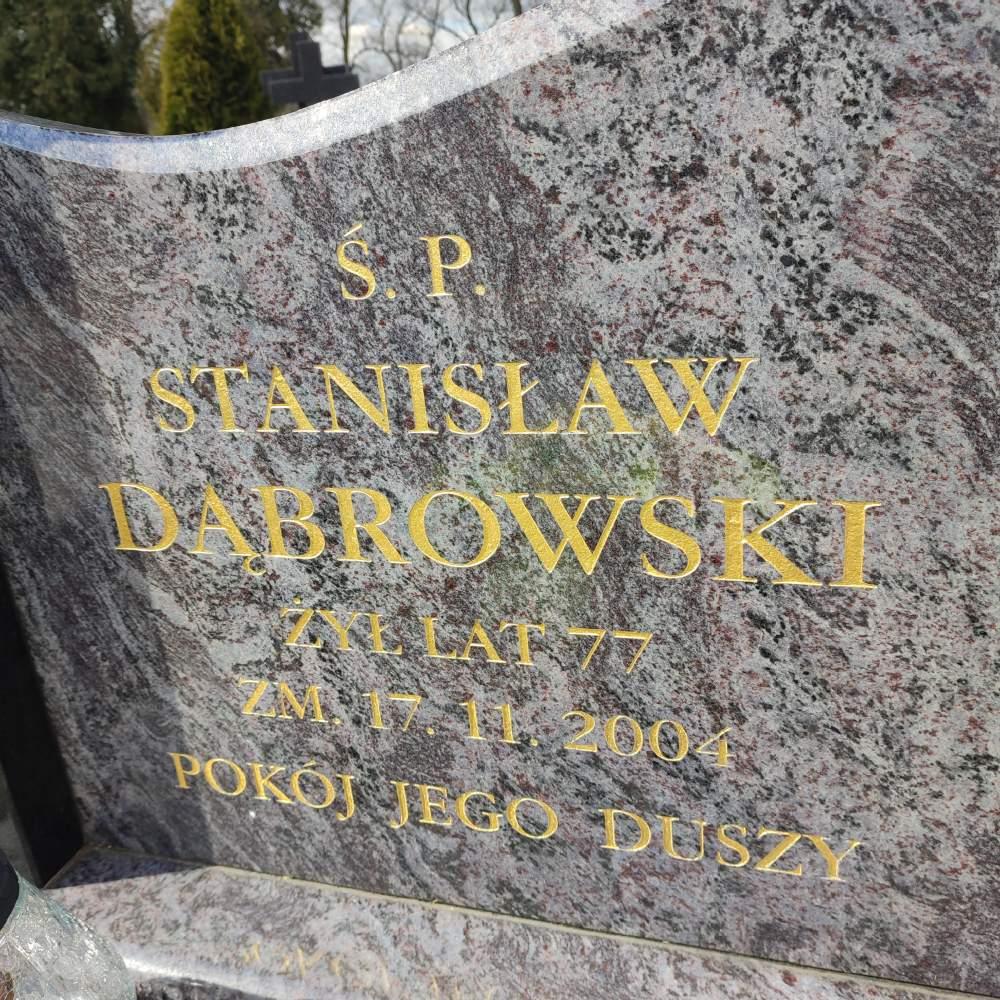 Ś. P.
STANISŁAW
DĄBROWSKI
ŻYŁ LAT 77
ZM. 17. 11. 2004
POKÓJ JEGO DUSZY